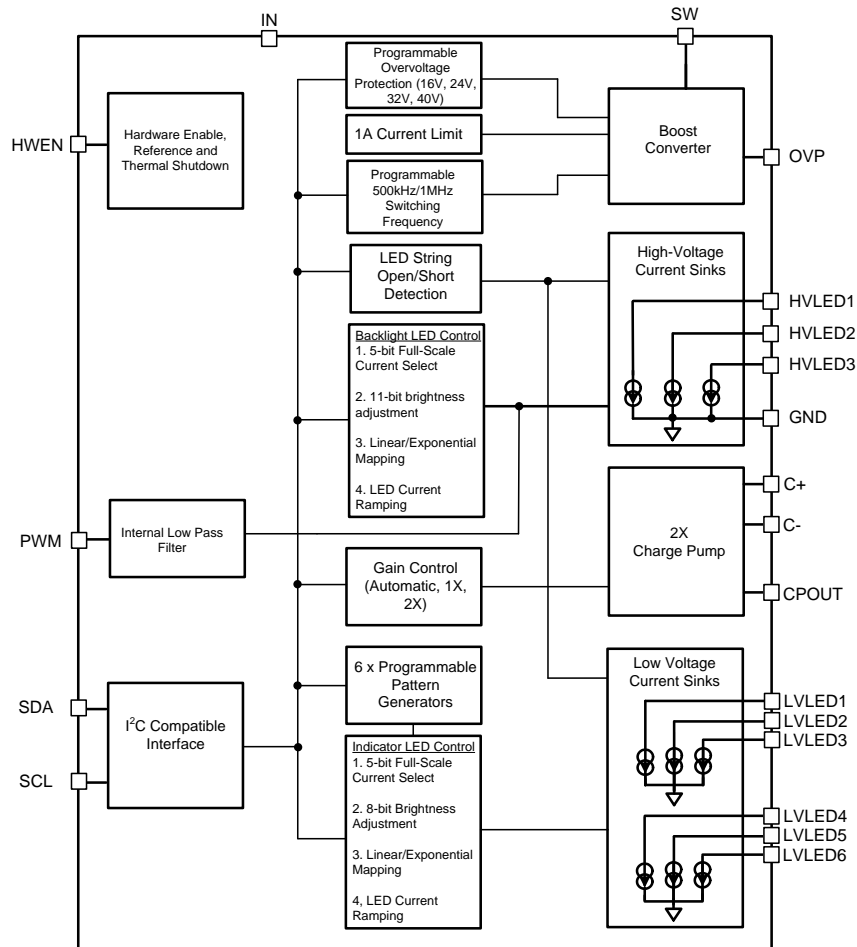 IN
SW
Programmable
Overvoltage
Protection (16V, 24V,
32V, 40V)
HWEN
Hardware Enable,
Reference and
Thermal Shutdown
1A Current Limit
Boost
Converter
OVP
Programmable
500kHz/1MHz
Switching
Frequency
LED String
Open/Short
Detection
High-Voltage
Current Sinks
HVLED1
HVLED2
HVLED3
GND
Backlight LED Control
1. 5-bit Full-Scale
Current Select
2. 11-bit brightness
adjustment
3. Linear/Exponential
Mapping
4. LED Current
Ramping
PWM
Internal Low Pass
Filter
2X
Charge Pump
C+
C-
CPOUT
Gain Control
(Automatic, 1X,
2X)
6 x Programmable
Pattern
Generators
Low Voltage
Current Sinks
SDA
SCL
I2C Compatible
Interface
LVLED1
LVLED2
LVLED3
Indicator LED Control
1. 5-bit Full-Scale
Current Select
2. 8-bit Brightness
Adjustment
3. Linear/Exponential
Mapping
4, LED Current
Ramping
LVLED4
LVLED5
LVLED6